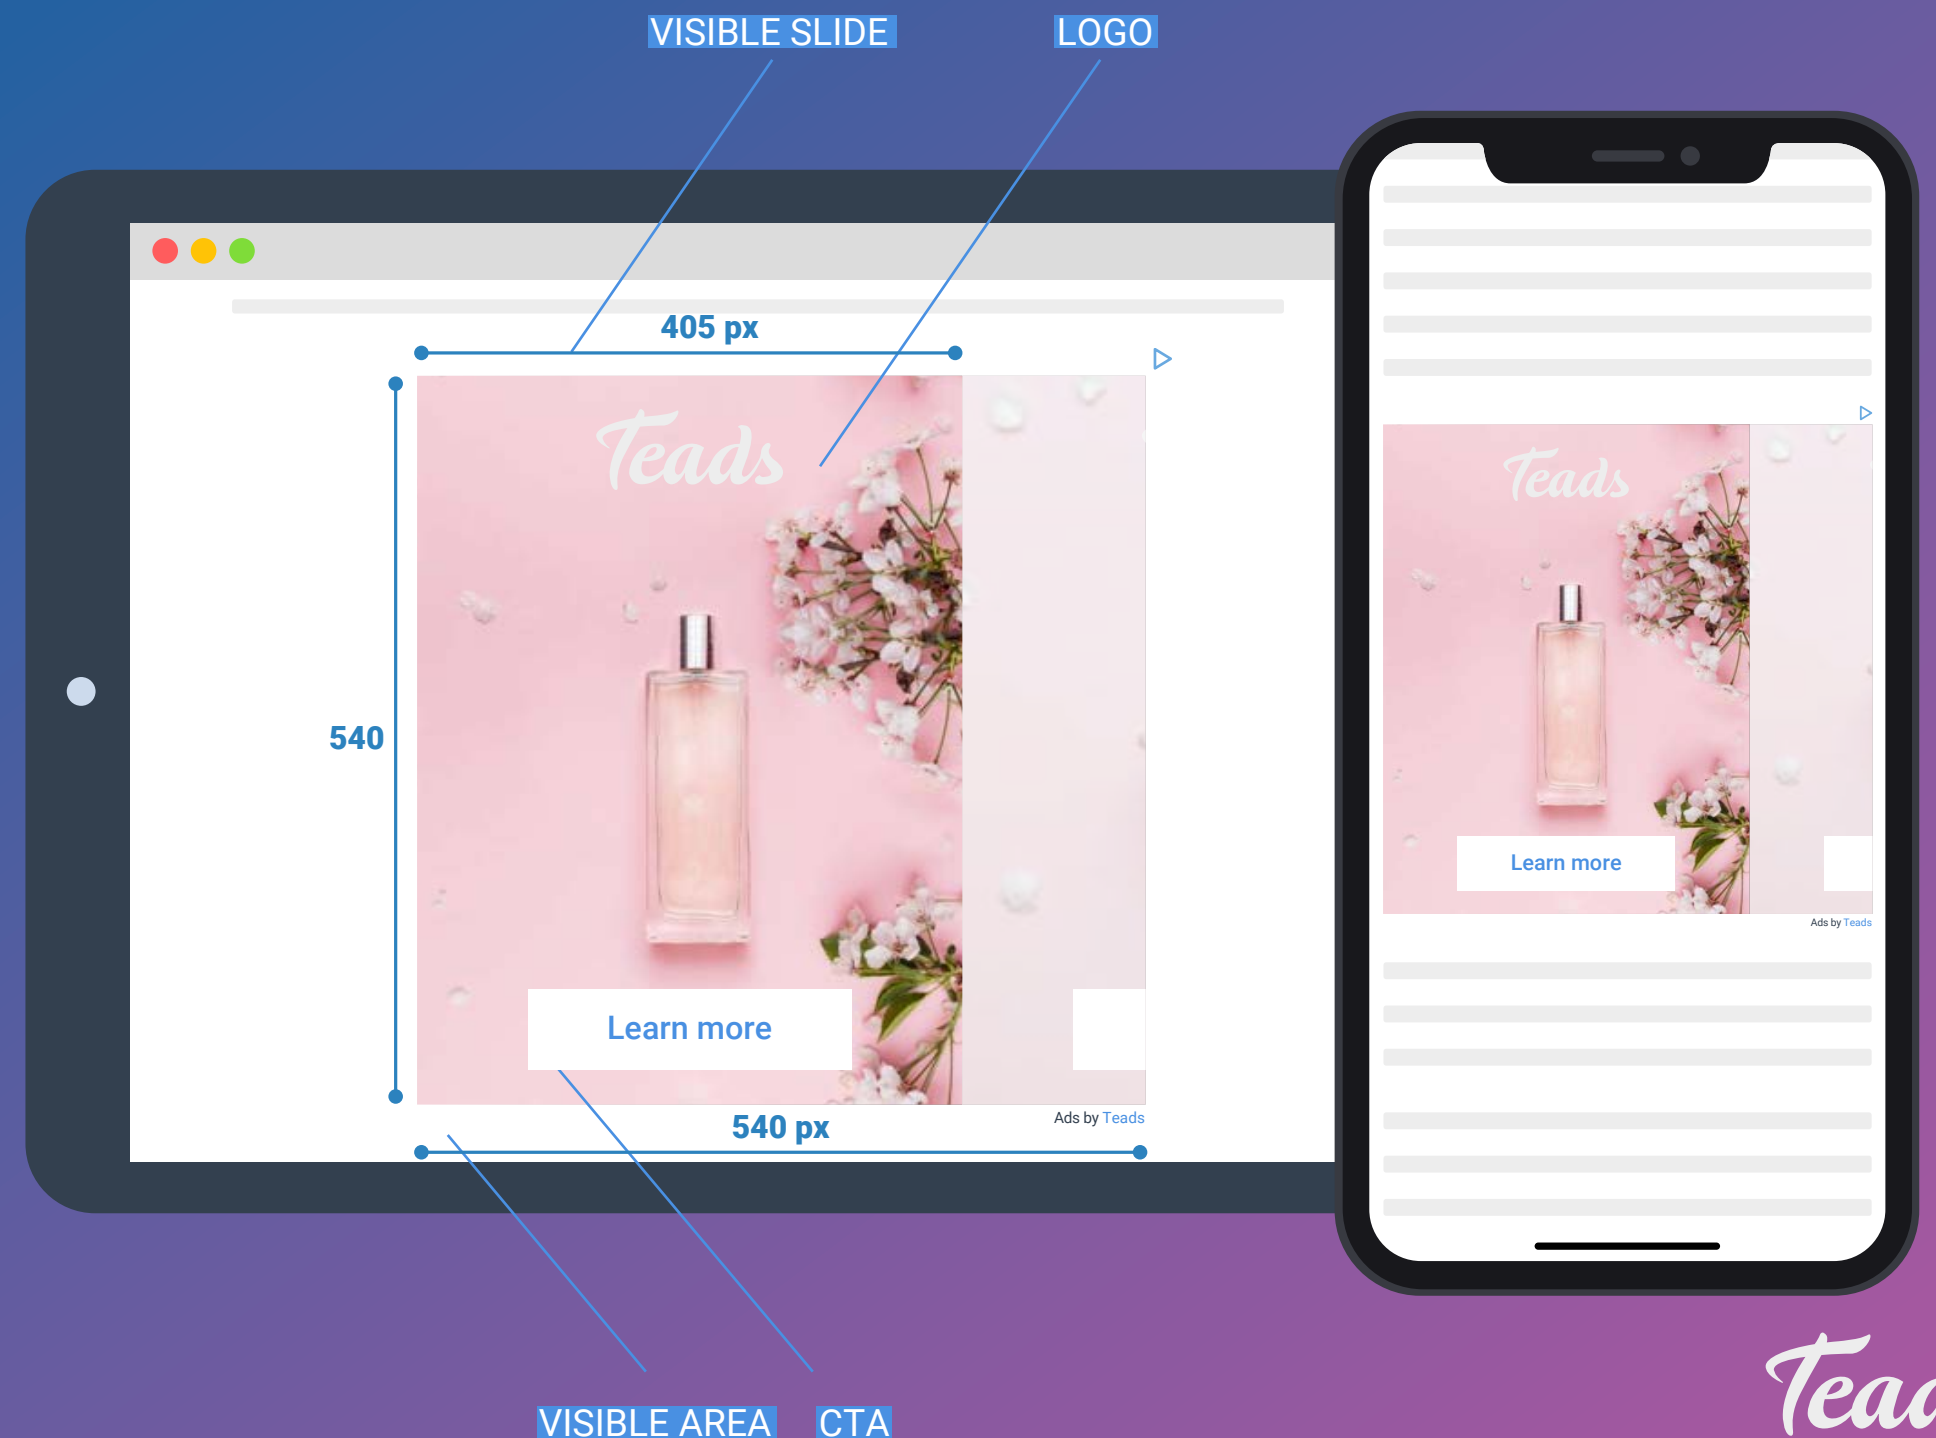 VISIBLE SLIDE
LOGO
405 px
Teads
540
Learn more
Ads by Teads
540 px
Teads
Learn more
Ads by Teads
VISIBLE AREA
CTA
Tead